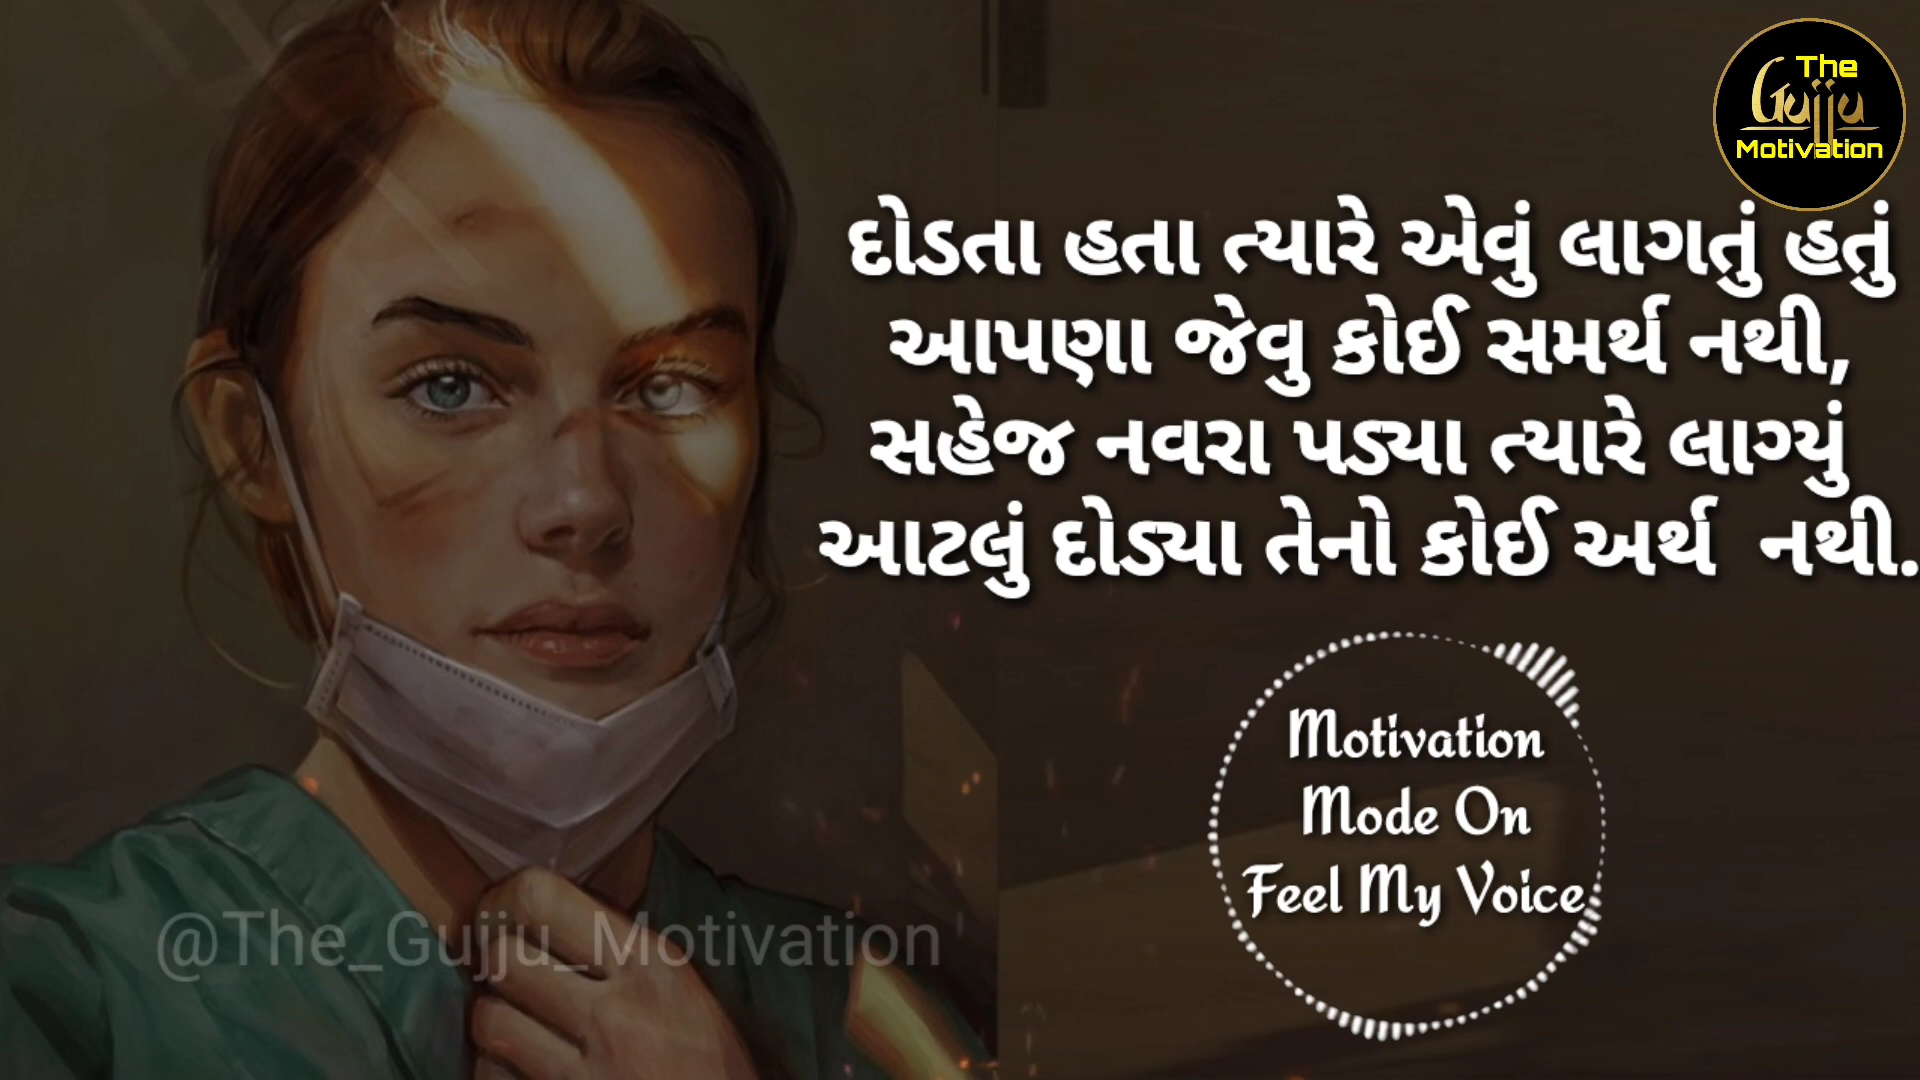 The
Gujju
Motivation
દોડતા હતા ત્યારે એવું લાગતું હતું
આપણા જેવુ કોઈ સમર્થ નથી,
સહેજ નવરા પડ્યા ત્યારે લાગ્યું
આટલું દોડ્યા તેનો કોઈ અર્થ  નથી.
Motivation
Mode On
Feel My Voice
@The_Gujju_Motivation